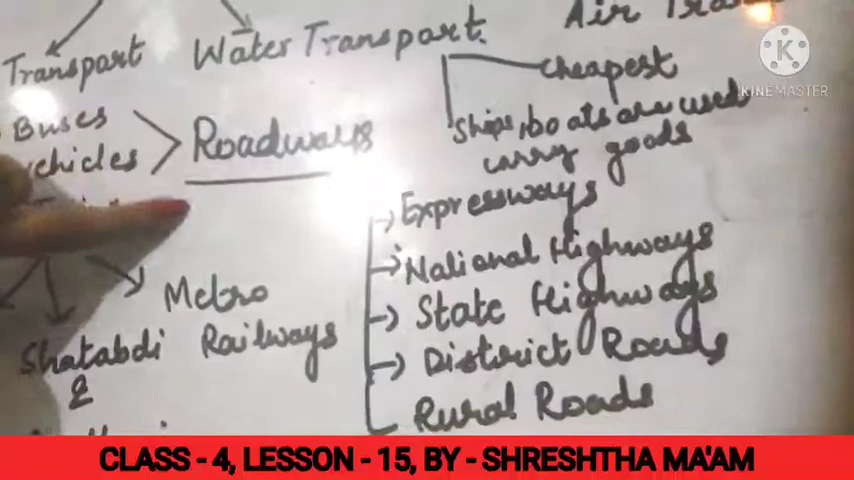 Air
Transport
Water Transport
cheapest
Ships, boats are used
carry goods
Buses
Roadways
Expressways
National Highways
State Highways
District Roads
Rural Roads
Metro
Railways
Shatabdi
&
K
KINEMASTER
CLASS - 4, LESSON - 15, BY - SHRESHTHA MA'AM